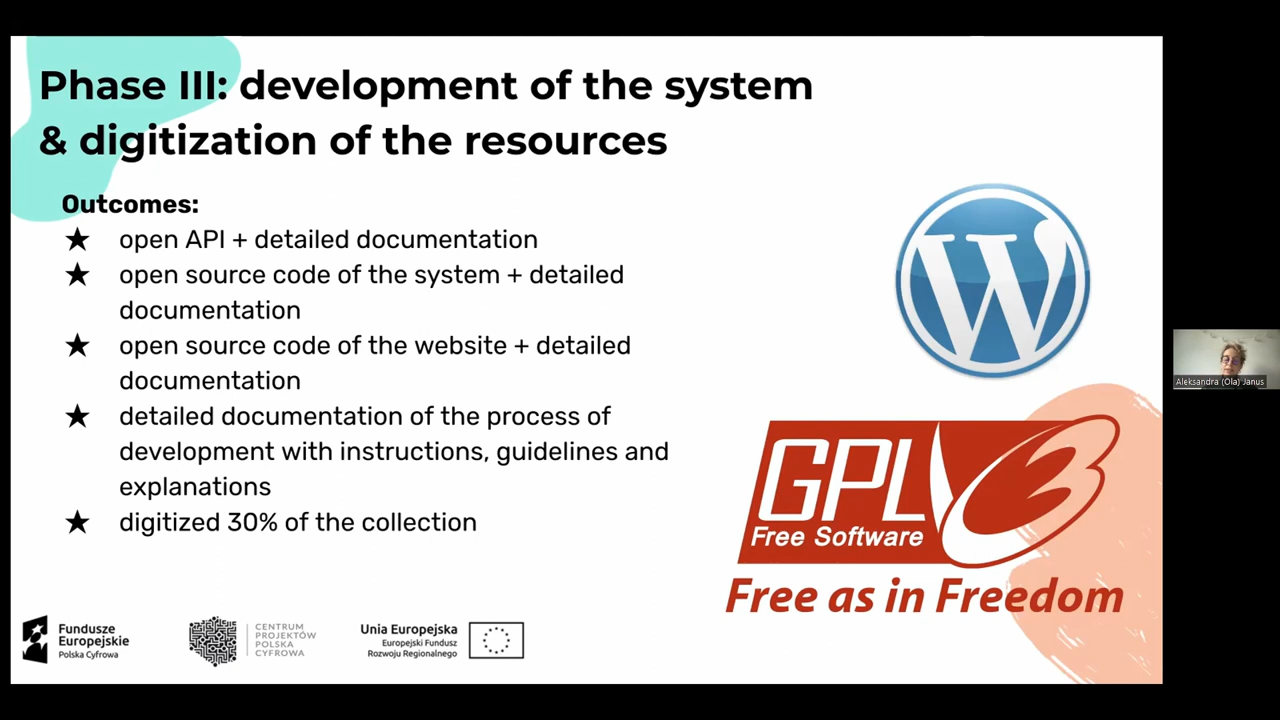 Phase III: development of the system
& digitization of the resources
Outcomes:
★ open API + detailed documentation
★ open source code of the system + detailed
documentation
★ open source code of the website + detailed
documentation
★ detailed documentation of the process of
development with instructions, guidelines and
explanations
★ digitized 30% of the collection
W
GPLv3
Free Software
Free as in Freedom
Aleksandra (Ola) Janus
Fundusze
Europejskie
Polska Cyfrowa
CENTRUM
PROJEKTÓW
POLSKA
CYFROWA
Unia Europejska
Europejski Fundusz
Rozwoju Regionalnego